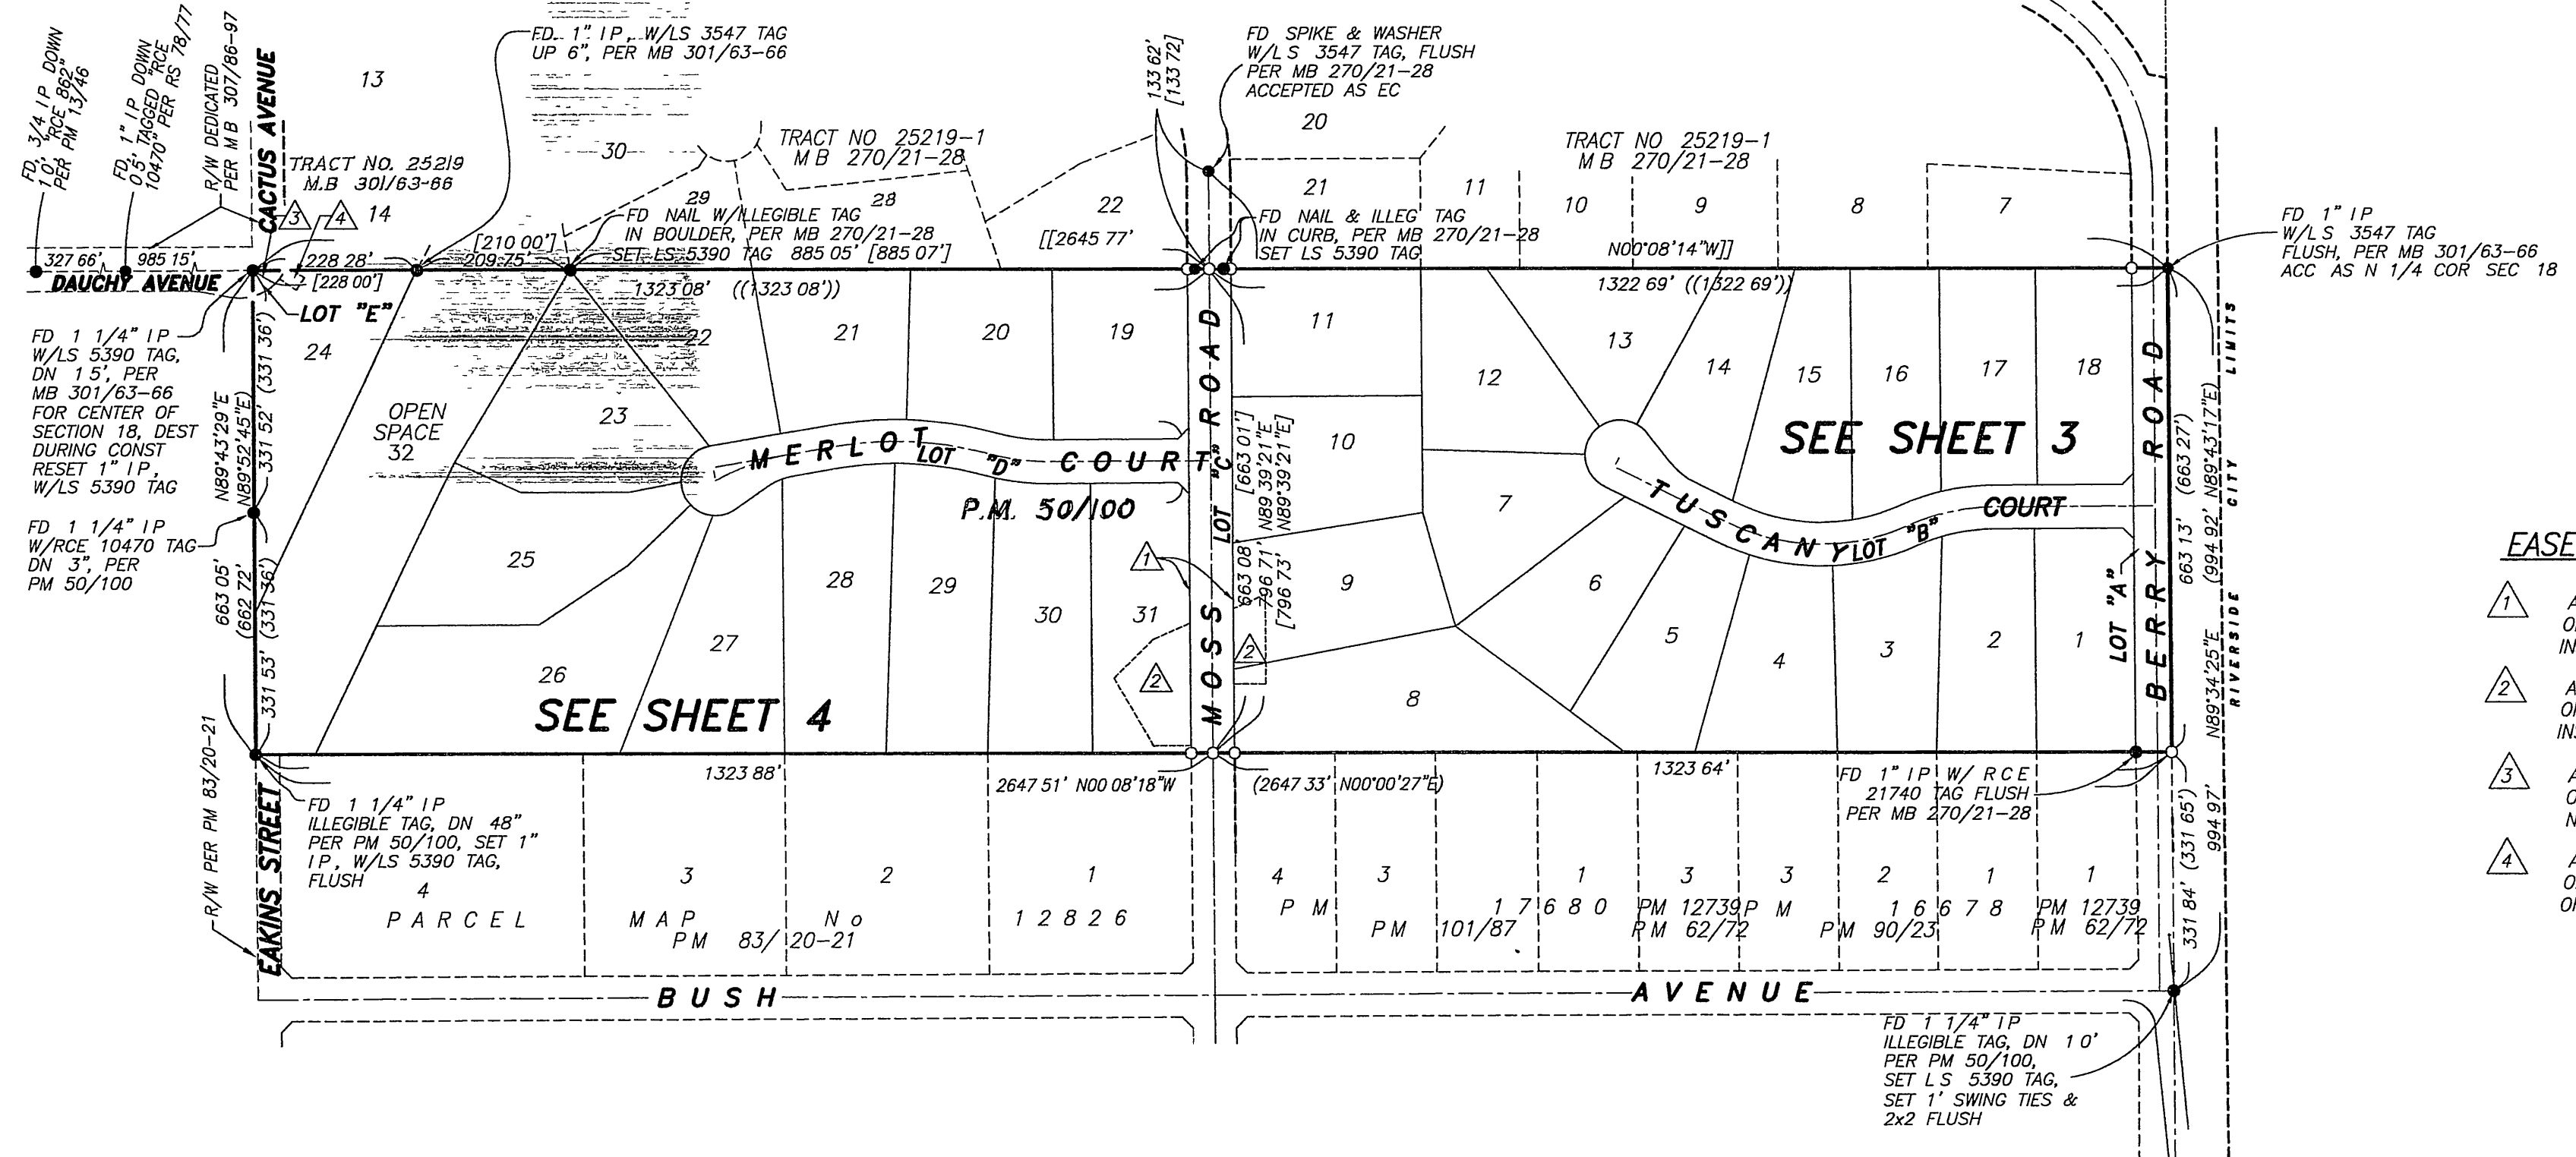 FD, 3/4 IP DOWN
1 0', "RCE 862"
PER PM 13/46
FD, 1" IP DOWN
0 5' TAGGED "RCE
10470" PER RS 78/77
R/W DEDICATED
PER M B 307/86-97
CACTUS AVENUE
13
FD. 1" I P, W/LS 3547 TAG
UP 6", PER MB 301/63-66
30
TRACT NO 25219-1
M B 270/21-28
133 62'
[133 72]
FD SPIKE & WASHER
W/L S 3547 TAG, FLUSH
PER MB 270/21-28
ACCEPTED AS EC
20
TRACT NO 25219-1
M B 270/21-28
TRACT NO. 25219
M.B 301/63-66
3
4
14
29
28
22
21
11
10
9
8
7
FD NAIL W/ILLEGIBLE TAG
IN BOULDER, PER MB 270/21-28
SET LS 5390 TAG 885 05' [885 07']
[[2645 77'
N00°08'14"W]]
FD NAIL & ILLEG TAG
IN CURB, PER MB 270/21-28
SET LS 5390 TAG
FD 1" I P
W/L S 3547 TAG
FLUSH, PER MB 301/63-66
ACC AS N 1/4 COR SEC 18
327 66'
985 15'
228 28'
[228 00']
[210 00']
209 75'
DAUCHY AVENUE
LOT "E"
1323 08' ((1323 08'))
1322 69' ((1322 69'))
FD 1 1/4" IP
W/LS 5390 TAG,
DN 1 5', PER
MB 301/63-66
FOR CENTER OF
SECTION 18, DEST
DURING CONST
RESET 1" IP,
W/LS 5390 TAG
FD 1 1/4" I P
W/RCE 10470 TAG
DN 3", PER
PM 50/100
N89°43'29"E
(N89°52'45"E)
331 52' (331 36')
663 05'
(662 72')
331 53' (331 36')
24
OPEN
SPACE
32
23
22
21
20
19
MERLOT COURT
LOT "D"
P.M. 50/100
25
26
27
28
29
30
31
SEE SHEET 4
MOSS ROAD
LOT "C"
1
2
2
663 08' [663 01']
796 71' N89°39'21"E
[796 73' N89°39'21"E]
11
12
13
14
15
16
17
18
SEE SHEET 3
10
9
8
7
6
5
4
3
2
1
TUSCANY COURT
LOT "B"
LOT "A"
BERRY ROAD
663 13' (663 27')
(994 92' N89°43'17"E)
N89°34'25"E
994 97'
RIVERSIDE CITY LIMITS
331 84' (331 65')
1323 88'
2647 51' N00 08'18"W
(2647 33' N00°00'27"E)
1323 64'
FD 1" IP W/ RCE
21740 TAG FLUSH
PER MB 270/21-28
R/W PER PM 83/20-21
EAKINS STREET
FD 1 1/4" I P
ILLEGIBLE TAG, DN 48"
PER PM 50/100, SET 1"
I P, W/LS 5390 TAG,
FLUSH
4
3
2
1
PARCEL MAP No 12826
PM 83/20-21
4
3
1
3
3
2
1
1
P M 17680
PM 101/87
PM 12739
PM 62/72
P M 16678
PM 90/23
PM 12739
PM 62/72
BUSH AVENUE
FD 1 1/4" IP
ILLEGIBLE TAG, DN 1 0'
PER PM 50/100,
SET L S 5390 TAG,
SET 1' SWING TIES &
2x2 FLUSH
EASE
1
2
3
4